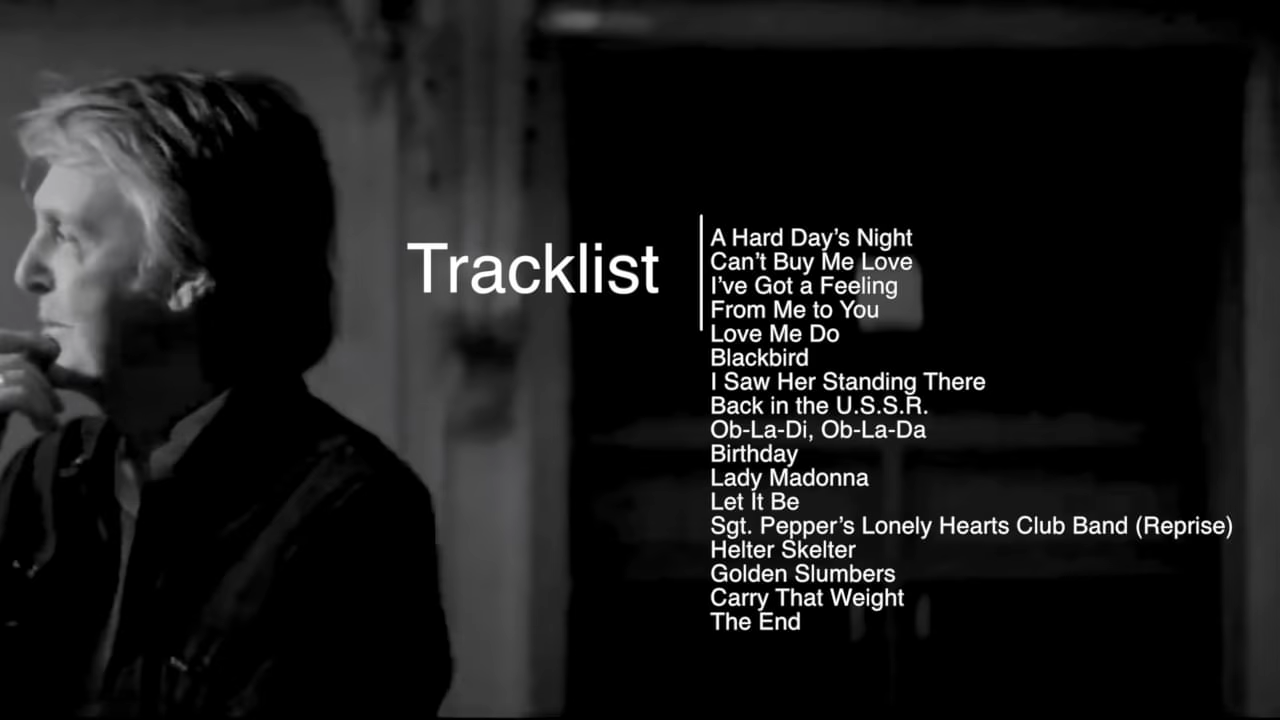 Tracklist
A Hard Day’s Night
Can’t Buy Me Love
I’ve Got a Feeling
From Me to You
Love Me Do
Blackbird
I Saw Her Standing There
Back in the U.S.S.R.
Ob-La-Di, Ob-La-Da
Birthday
Lady Madonna
Let It Be
Sgt. Pepper’s Lonely Hearts Club Band (Reprise)
Helter Skelter
Golden Slumbers
Carry That Weight
The End